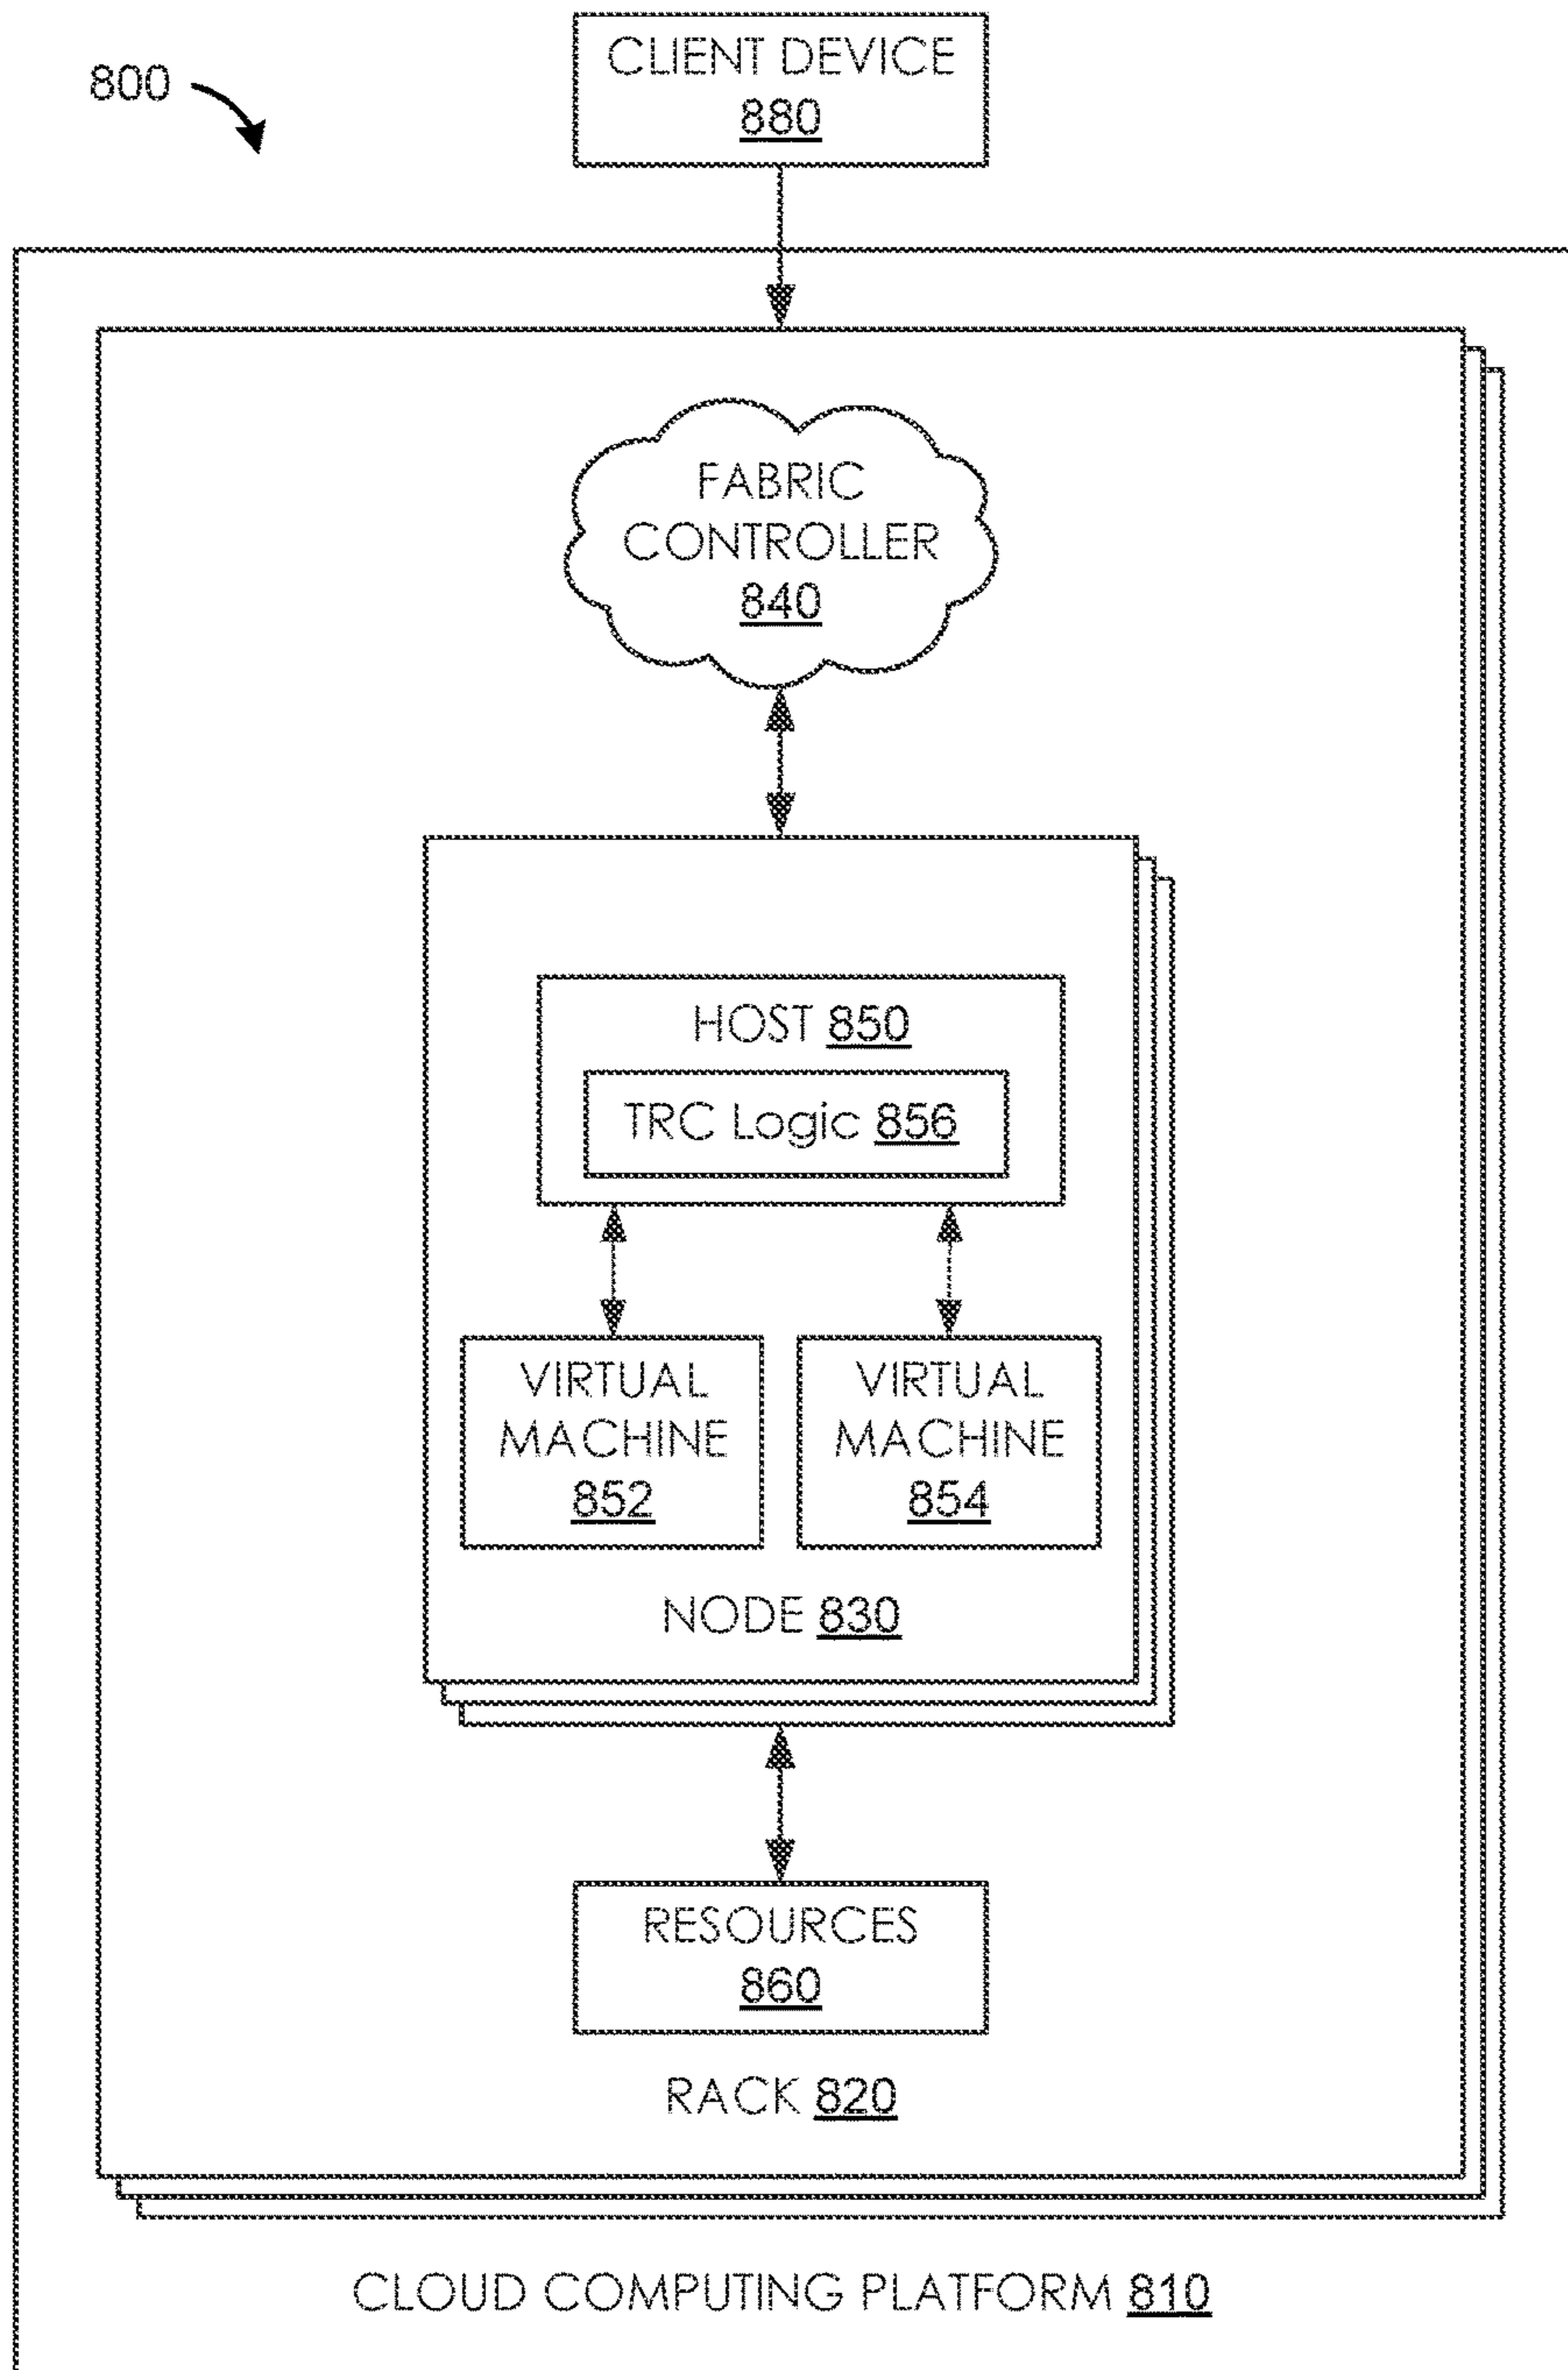 800
CLIENT DEVICE
880
FABRIC
CONTROLLER
840
HOST 850
TRC Logic 856
VIRTUAL
MACHINE
852
VIRTUAL
MACHINE
854
NODE 830
RESOURCES
860
RACK 820
CLOUD COMPUTING PLATFORM 810